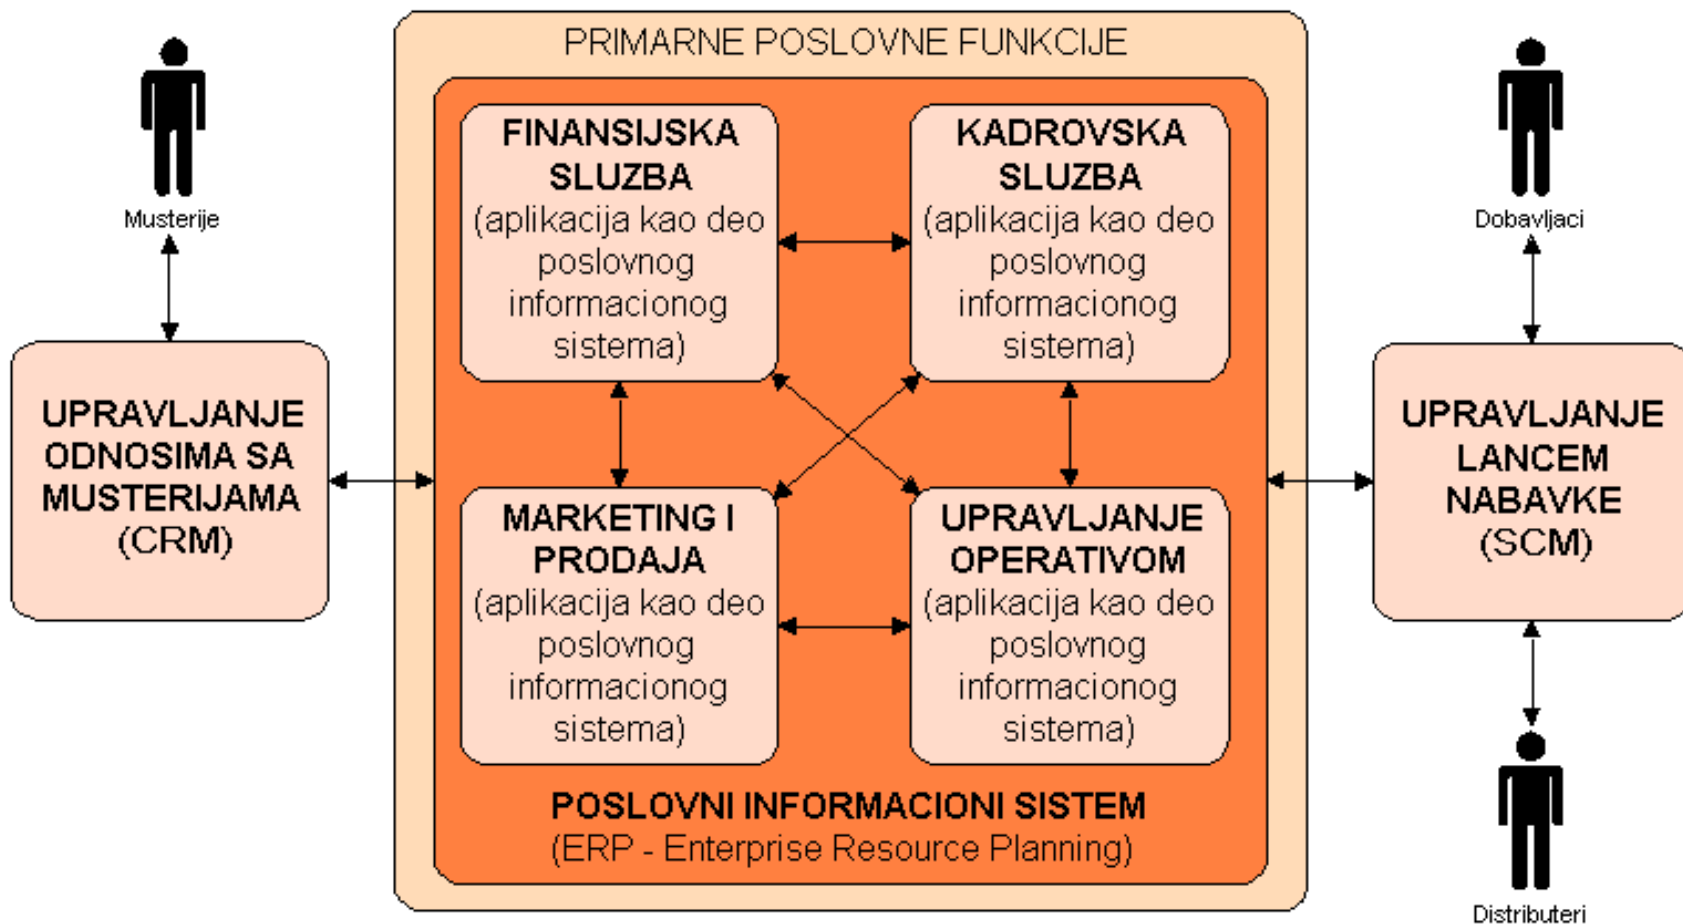 PRIMARNE POSLOVNE FUNKCIJE
Musterije
UPRAVLJANJE
ODNOSIMA SA
MUSTERIJAMA
(CRM)
FINANSIJSKA
SLUZBA
(aplikacija kao deo
poslovnog
informacionog
sistema)
KADROVSKA
SLUZBA
(aplikacija kao deo
poslovnog
informacionog
sistema)
MARKETING I
PRODAJA
(aplikacija kao deo
poslovnog
informacionog
sistema)
UPRAVLJANJE
OPERATIVOM
(aplikacija kao deo
poslovnog
informacionog
sistema)
POSLOVNI INFORMACIONI SISTEM
(ERP - Enterprise Resource Planning)
Dobavljaci
UPRAVLJANJE
LANCEM
NABAVKE
(SCM)
Distributeri